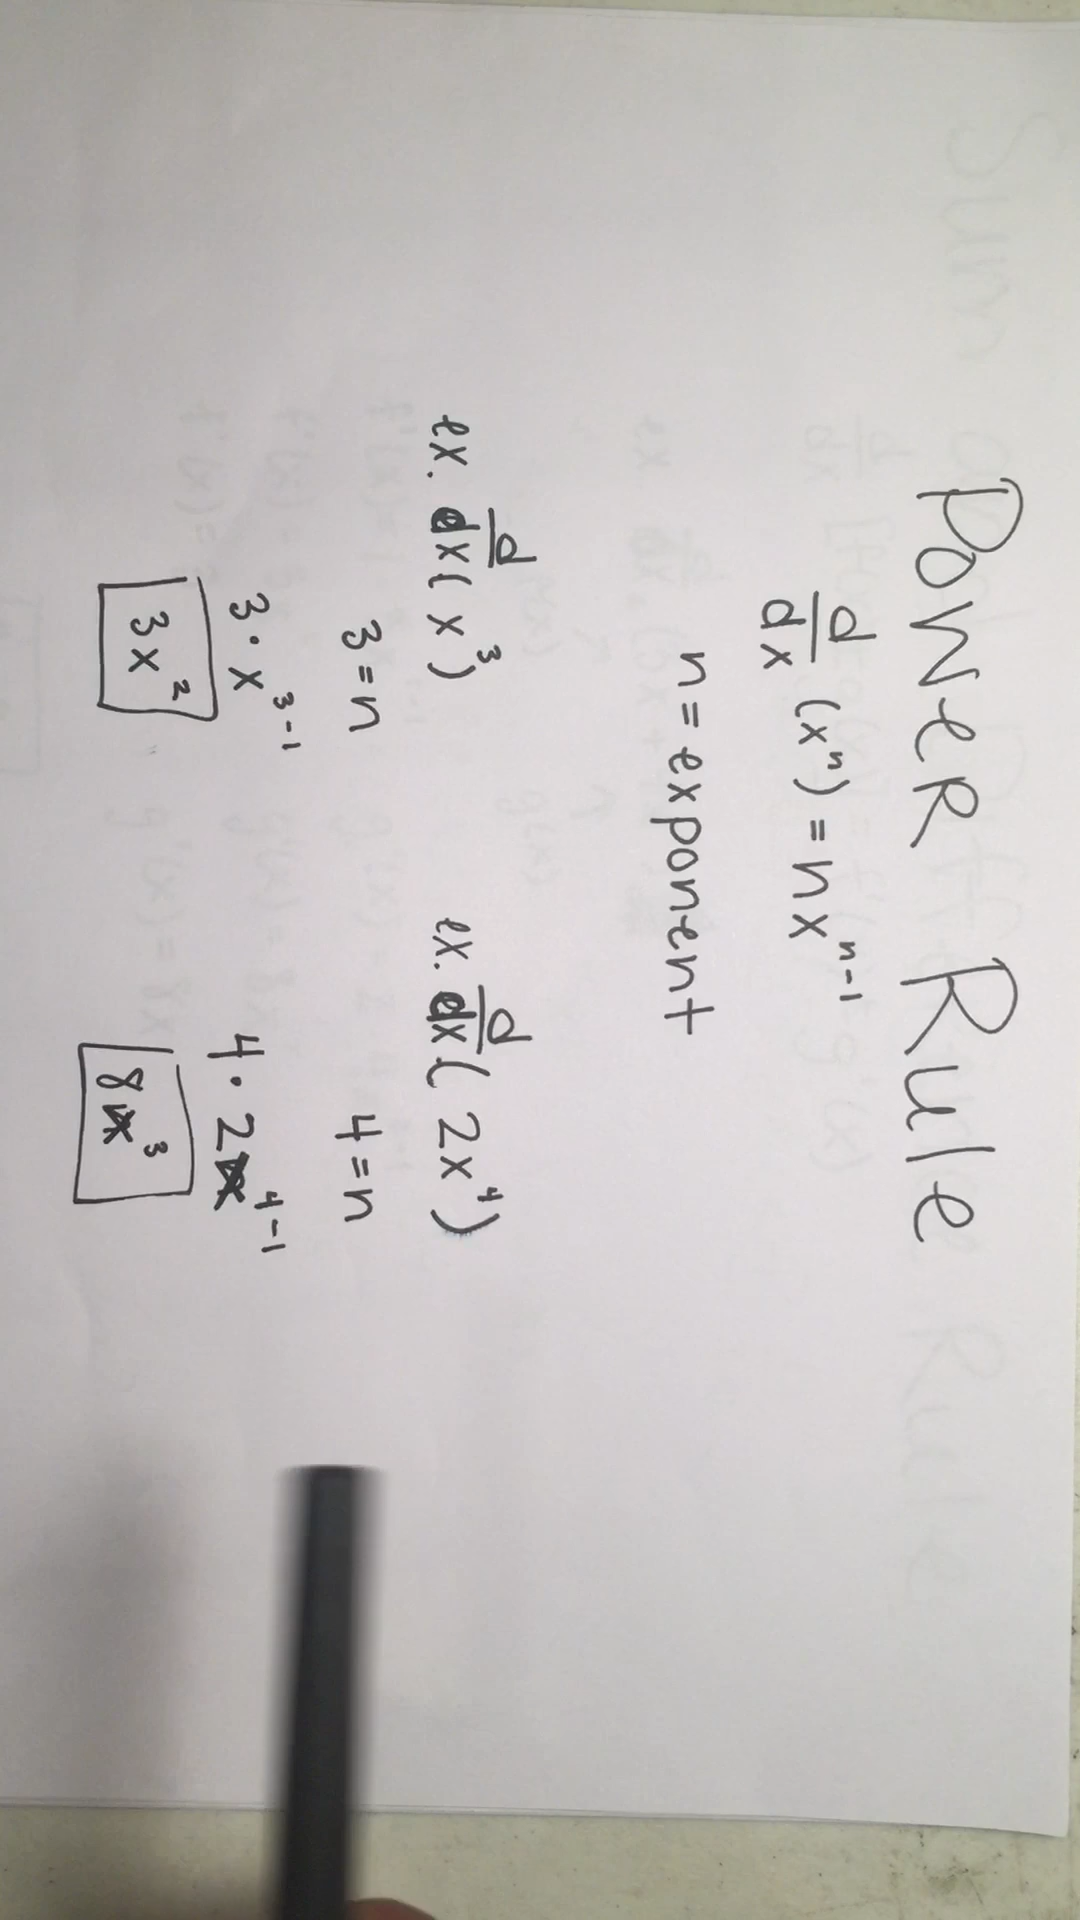 Power Rule
d/dx (xⁿ) = nxⁿ⁻¹
n = exponent
ex. d/dx (x³)
3 = n
3 · x³⁻¹
3x²
ex. d/dx (2x⁴)
4 = n
4 · 2x⁴⁻¹
8x³